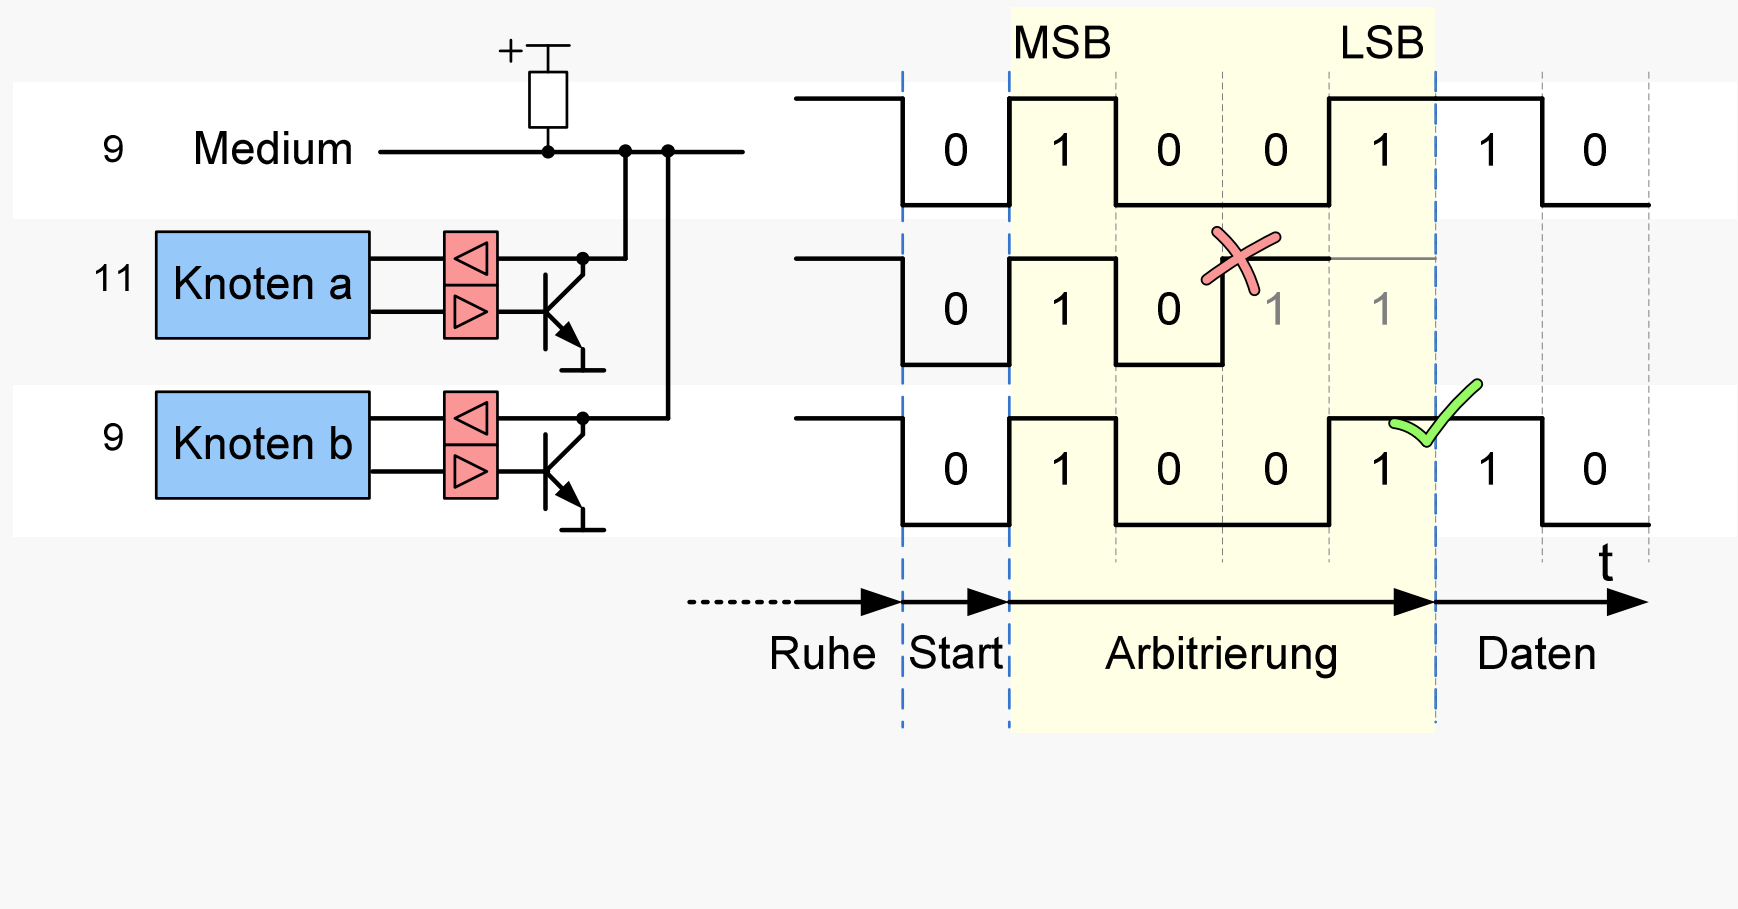 MSB LSB
+
9 Medium 0 1 0 0 1 1 0
11 Knoten a 0 1 0 1 1
9 Knoten b 0 1 0 0 1 1 0
t
Ruhe Start Arbitrierung Daten